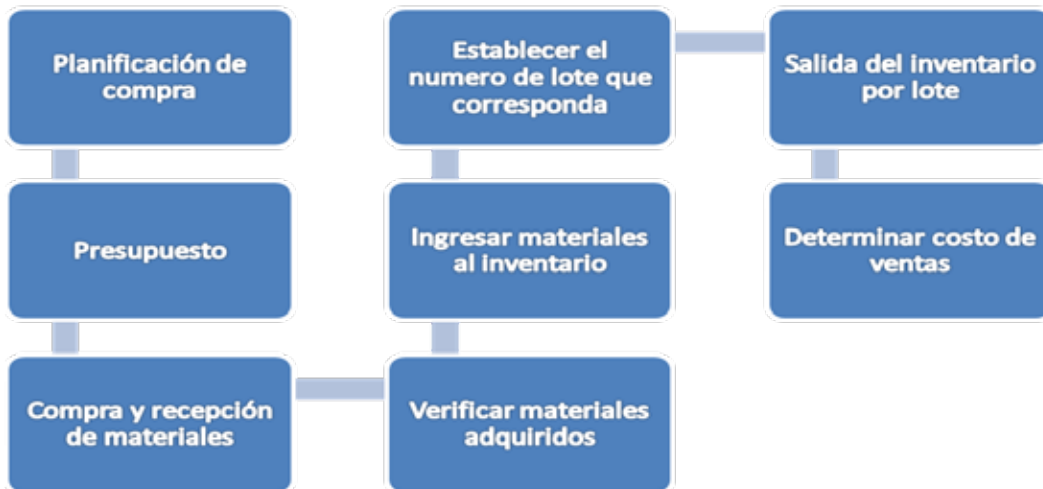 Planificación de
compra
Presupuesto
Compra y recepción
de materiales
Verificar materiales
adquiridos
Ingresar materiales
al inventario
Establecer el
numero de lote que
corresponda
Salida del inventario
por lote
Determinar costo de
ventas